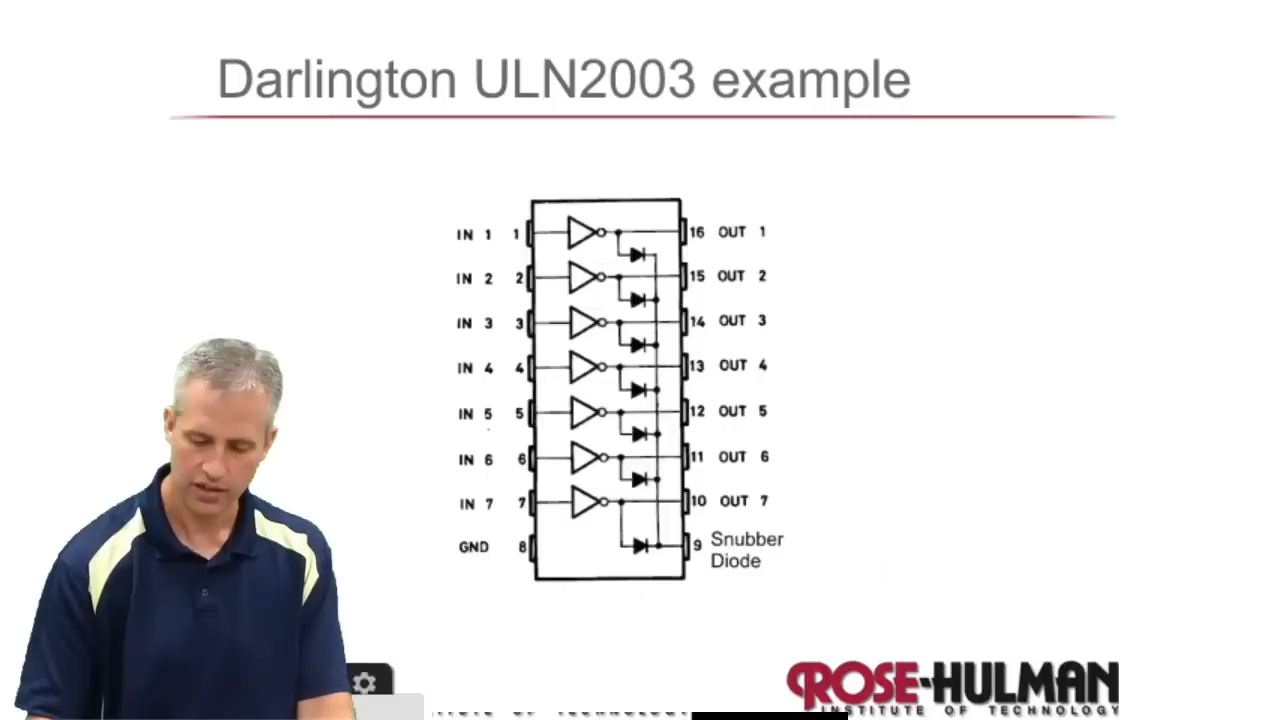 Darlington ULN2003 example
IN 1 1 16 OUT 1
IN 2 2 15 OUT 2
IN 3 3 14 OUT 3
IN 4 4 13 OUT 4
IN 5 5 12 OUT 5
IN 6 6 11 OUT 6
IN 7 7 10 OUT 7
GND 8 9 Snubber
Diode
ROSE-HULMAN
INSTITUTE OF TECHNOLOGY
OF TECHNOLOGY